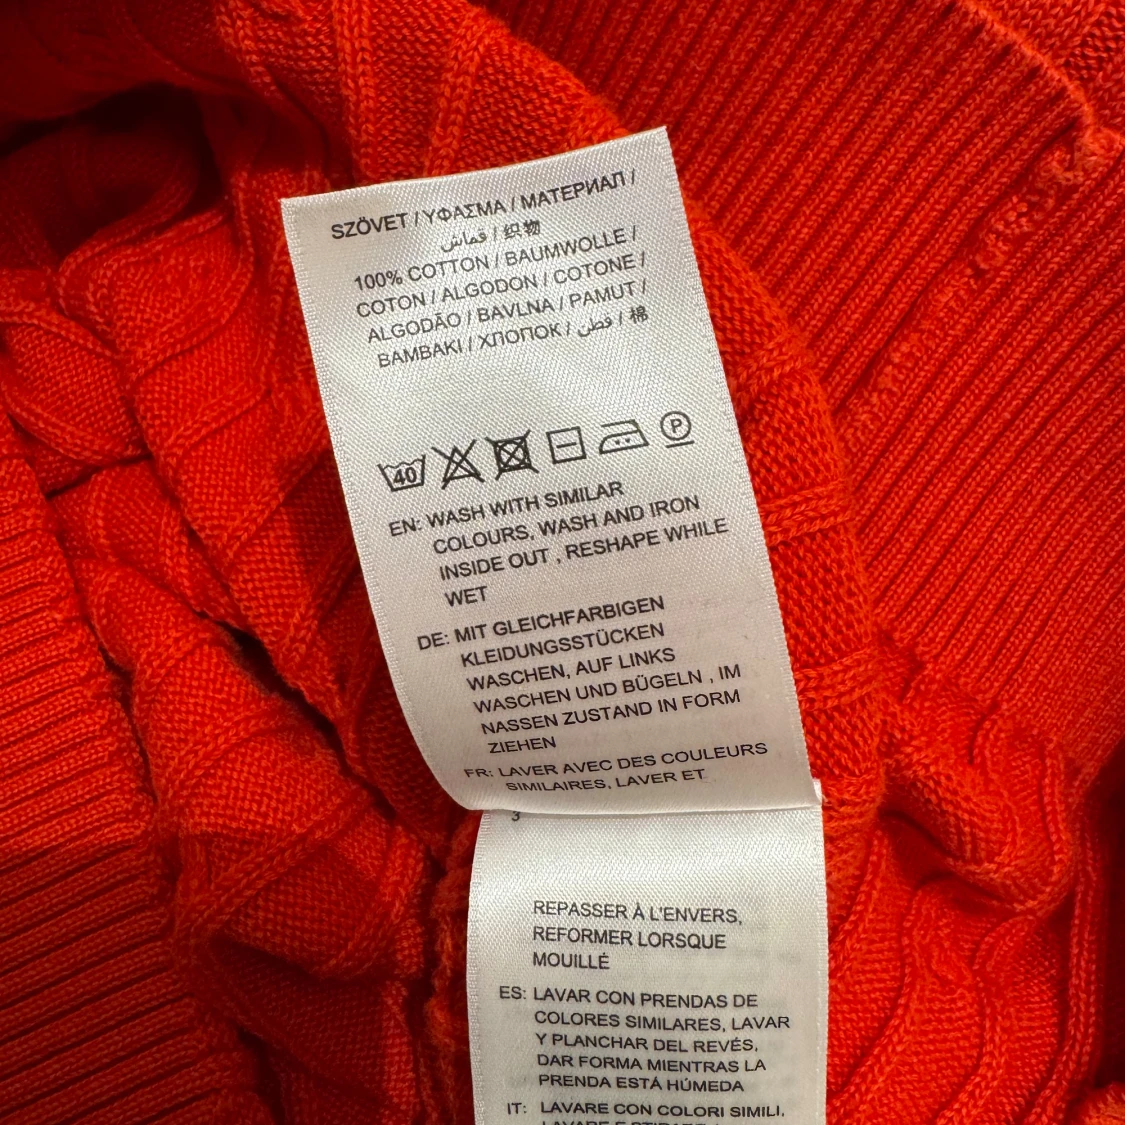 SZÖVET / ΥΦΑΣΜΑ / МАТЕРИАЛ /
قماش / 织物
100% COTTON / BAUMWOLLE /
COTON / ALGODON / COTONE /
ALGODÃO / BAVLNA / PAMUT /
BAMBAKI / ХЛОПОК / قطن / 棉
40 P
EN: WASH WITH SIMILAR
COLOURS, WASH AND IRON
INSIDE OUT , RESHAPE WHILE
WET
DE: MIT GLEICHFARBIGEN
KLEIDUNGSSTÜCKEN
WASCHEN, AUF LINKS
WASCHEN UND BÜGELN , IM
NASSEN ZUSTAND IN FORM
ZIEHEN
FR: LAVER AVEC DES COULEURS
SIMILAIRES, LAVER ET
3
REPASSER À L'ENVERS,
REFORMER LORSQUE
MOUILLÉ
ES: LAVAR CON PRENDAS DE
COLORES SIMILARES, LAVAR
Y PLANCHAR DEL REVÉS,
DAR FORMA MIENTRAS LA
PRENDA ESTÁ HÚMEDA
IT: LAVARE CON COLORI SIMILI,
LAVARE E